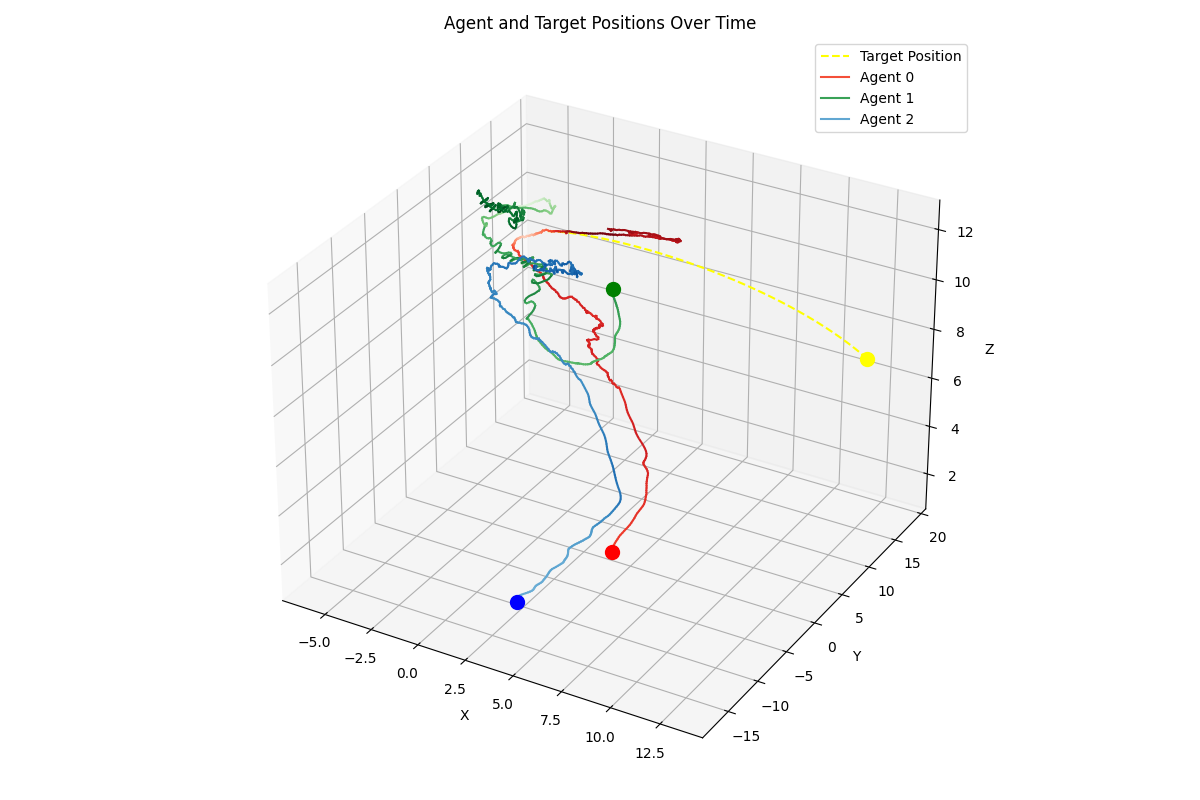 Agent and Target Positions Over Time
Target Position
Agent 0
Agent 1
Agent 2
12
10
8
6
4
2
Z
20
15
10
5
0
−5
−10
−15
Y
−5.0
−2.5
0.0
2.5
5.0
7.5
10.0
12.5
X